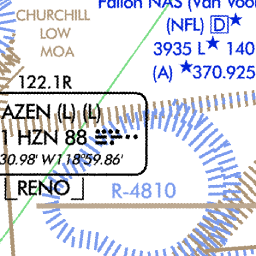 CHURCHILL
LOW
MOA
Fallon NAS (Van Voor
(NFL) D★
3935 L★ 140
(A) ★370.925
122.1R
AZEN (L) (L)
1 HZN 88
30.98' W118°59.86'
RENO
R-4810